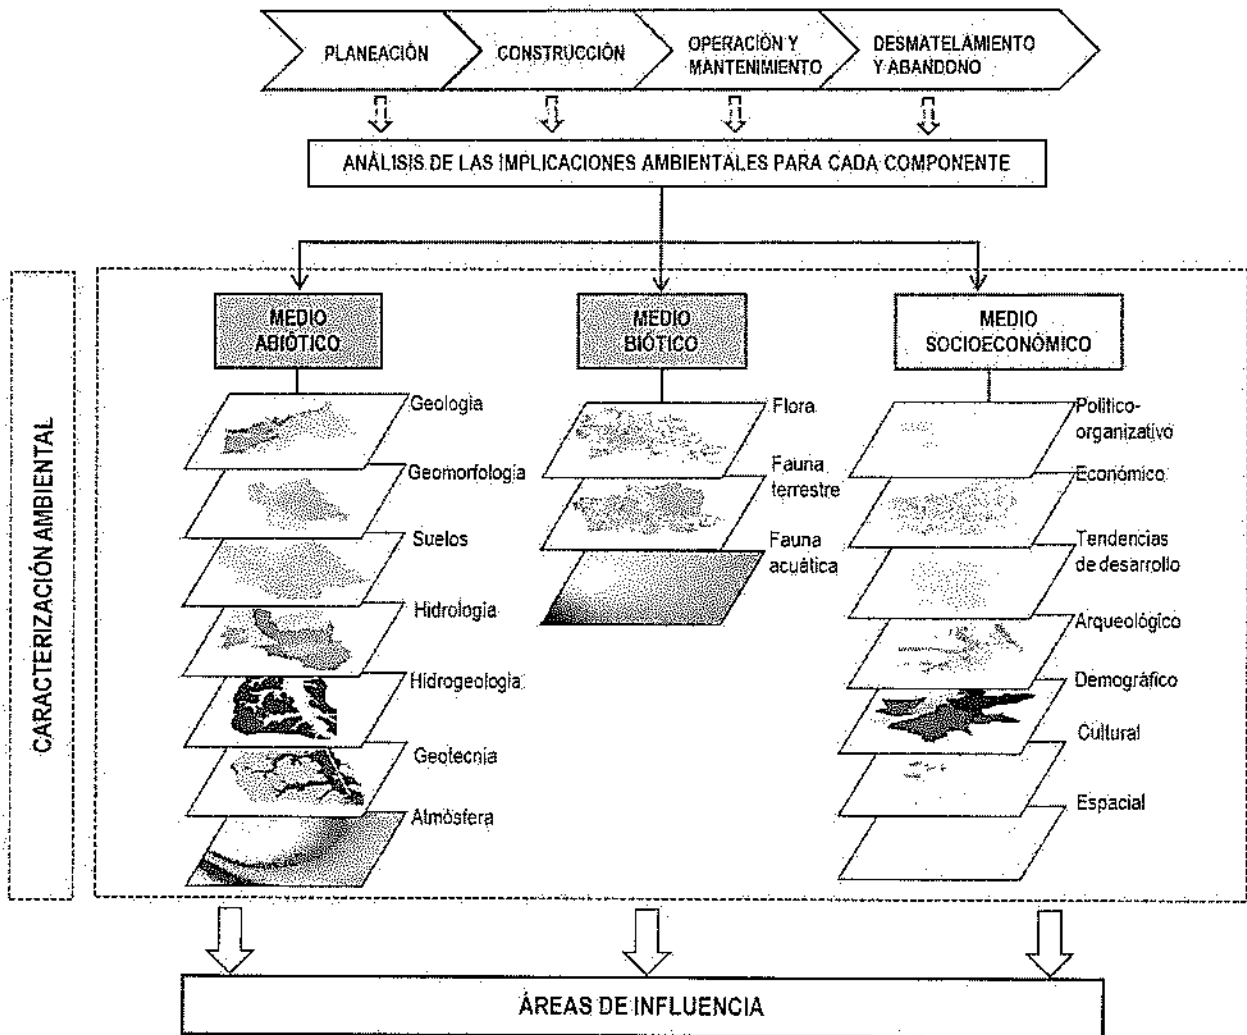 PLANEACIÓN
CONSTRUCCIÓN
OPERACIÓN Y
MANTENIMIENTO
DESMATELAMIENTO
Y ABANDONO
ANÁLISIS DE LAS IMPLICACIONES AMBIENTALES PARA CADA COMPONENTE
CARACTERIZACIÓN AMBIENTAL
MEDIO
ABIÓTICO
Geología
Geomorfología
Suelos
Hidrología
Hidrogeología
Geotecnia
Atmósfera
MEDIO
BIÓTICO
Flora
Fauna
terrestre
Fauna
acuática
MEDIO
SOCIOECONÓMICO
Político-
organizativo
Económico
Tendencias
de desarrollo
Arqueológico
Demográfico
Cultural
Espacial
ÁREAS DE INFLUENCIA